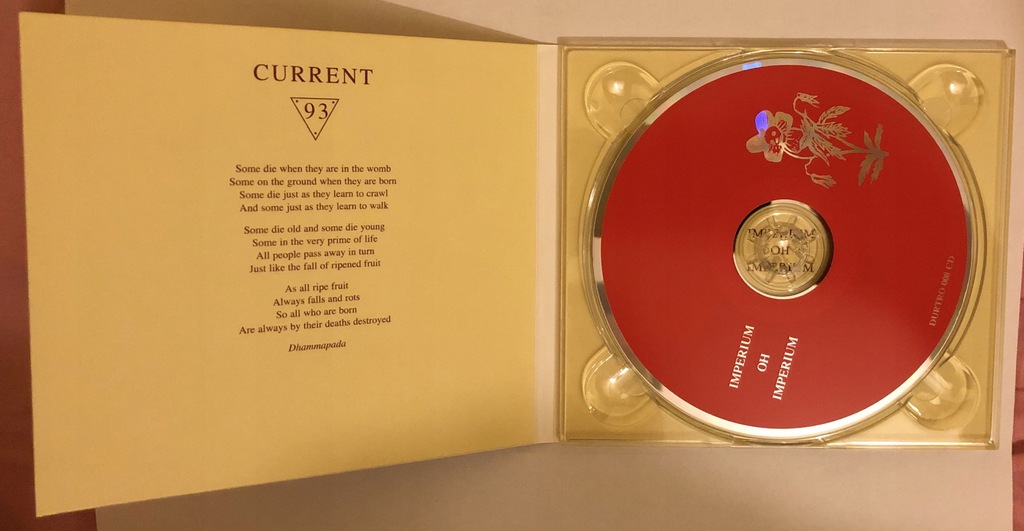 CURRENT
93
Some die when they are in the womb
Some on the ground when they are born
Some die just as they learn to crawl
And some just as they learn to walk
Some die old and some die young
Some in the very prime of life
All people pass away in turn
Just like the fall of ripened fruit
As all ripe fruit
Always falls and rots
So all who are born
Are always by their deaths destroyed
Dhammapada
IMPERIUM
OH
IMPERIUM
DURTRO 008 CD
IMPERIUM
OH
IMPERIUM